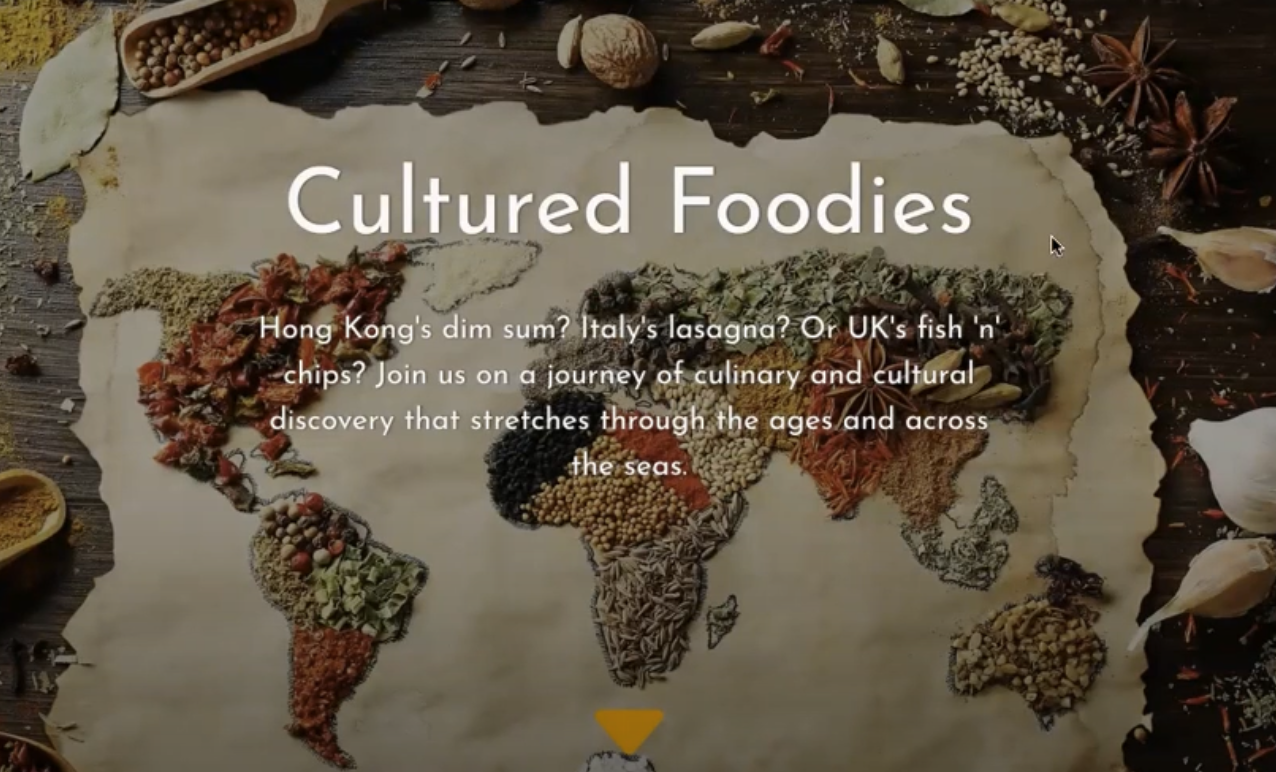 Cultured Foodies
Hong Kong's dim sum? Italy's lasagna? Or UK's fish 'n'
chips? Join us on a journey of culinary and cultural
discovery that stretches through the ages and across
the seas.